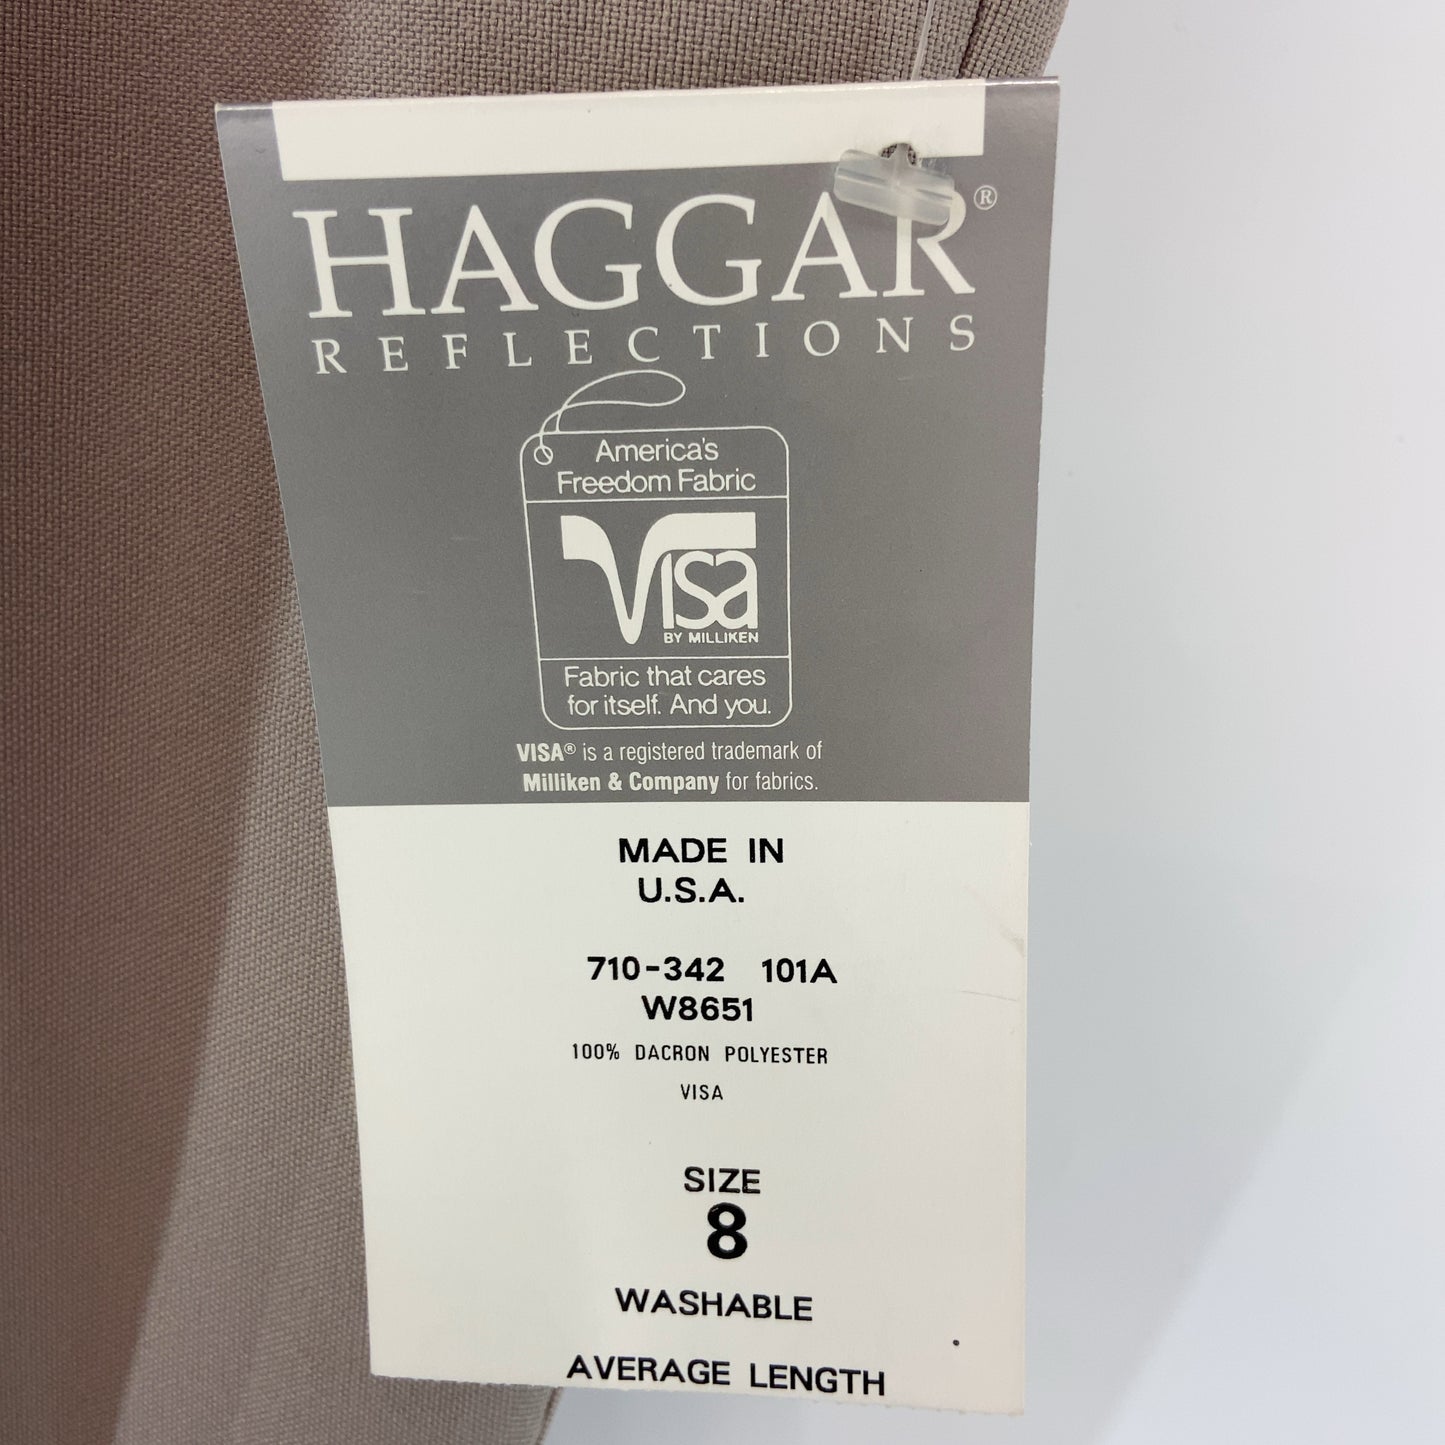 HAGGAR®
REFLECTIONS
America's
Freedom Fabric
VISA
BY MILLIKEN
Fabric that cares
for itself. And you.
VISA® is a registered trademark of
Milliken & Company for fabrics.
MADE IN
U.S.A.
710-342 101A
W8651
100% DACRON POLYESTER
VISA
SIZE
8
WASHABLE
AVERAGE LENGTH